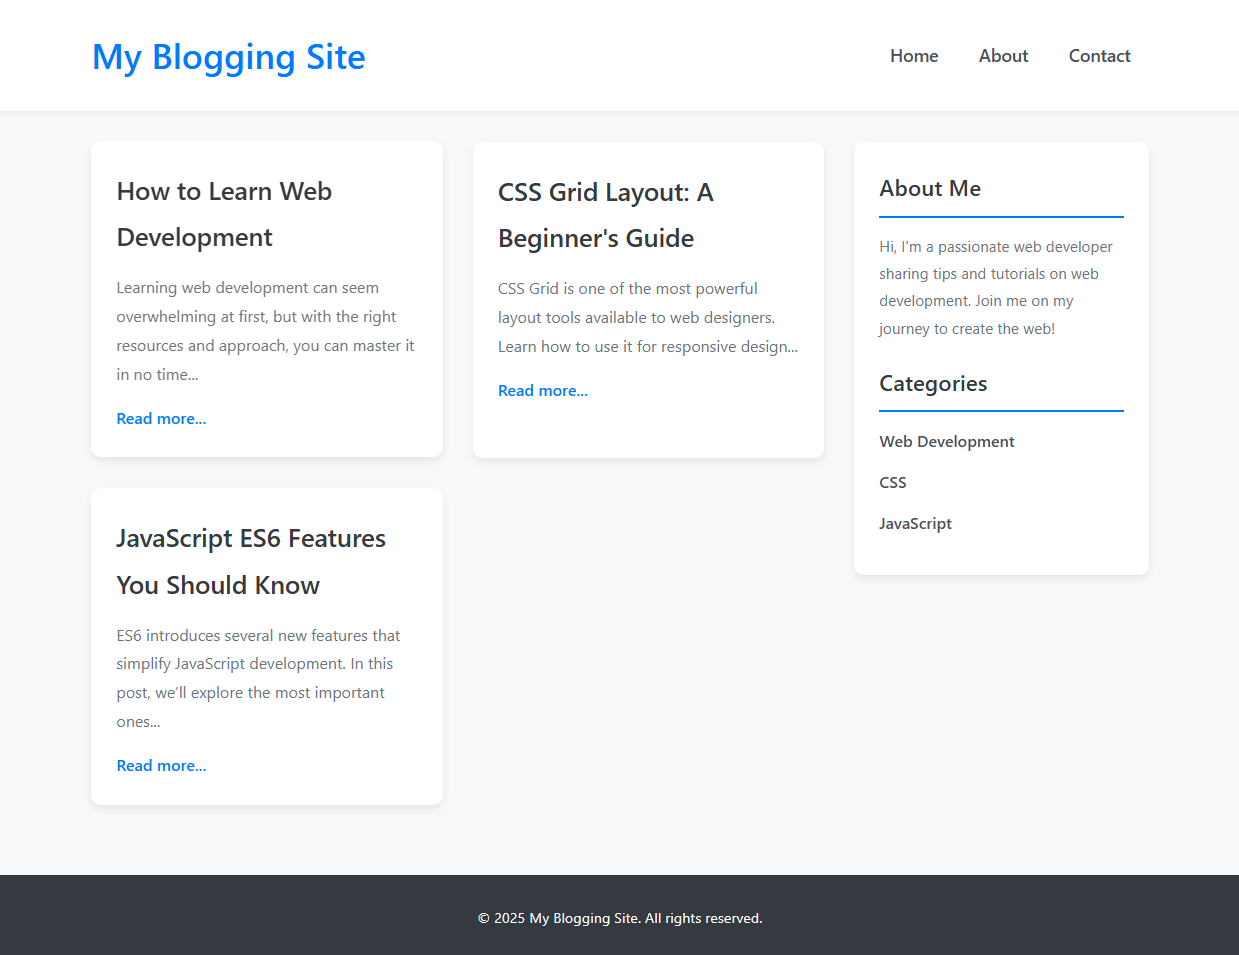 My Blogging Site
Home
About
Contact
How to Learn Web
Development
Learning web development can seem
overwhelming at first, but with the right
resources and approach, you can master it
in no time...
Read more...
CSS Grid Layout: A
Beginner's Guide
CSS Grid is one of the most powerful
layout tools available to web designers.
Learn how to use it for responsive design...
Read more...
JavaScript ES6 Features
You Should Know
ES6 introduces several new features that
simplify JavaScript development. In this
post, we’ll explore the most important
ones...
Read more...
About Me
Hi, I'm a passionate web developer
sharing tips and tutorials on web
development. Join me on my
journey to create the web!
Categories
Web Development
CSS
JavaScript
© 2025 My Blogging Site. All rights reserved.